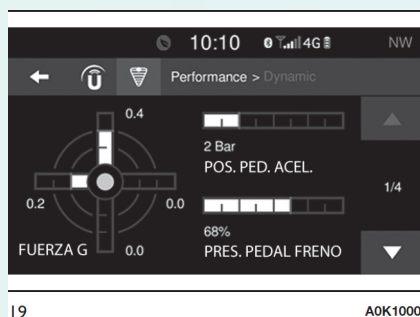 10:10 4G NW
Performance > Dynamic
0.4
2 Bar
POS. PED. ACEL.
1/4
0.2 0.0
68%
FUERZA G 0.0 PRES. PEDAL FRENO
19 A0K1000